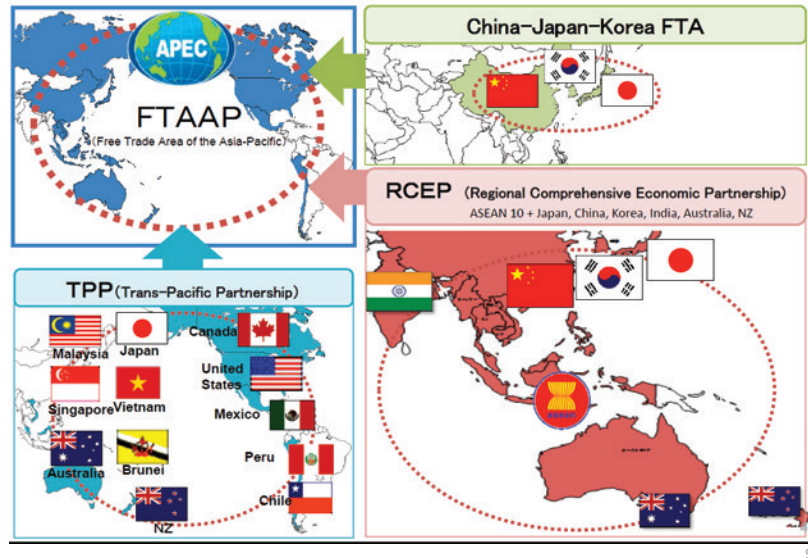 APEC
FTAAP
(Free Trade Area of the Asia-Pacific)
China-Japan-Korea FTA
RCEP (Regional Comprehensive Economic Partnership)
ASEAN 10 + Japan, China, Korea, India, Australia, NZ
TPP(Trans-Pacific Partnership)
Malaysia
Japan
Canada
United
States
Singapore
Vietnam
Mexico
Australia
Brunei
Peru
NZ
Chile